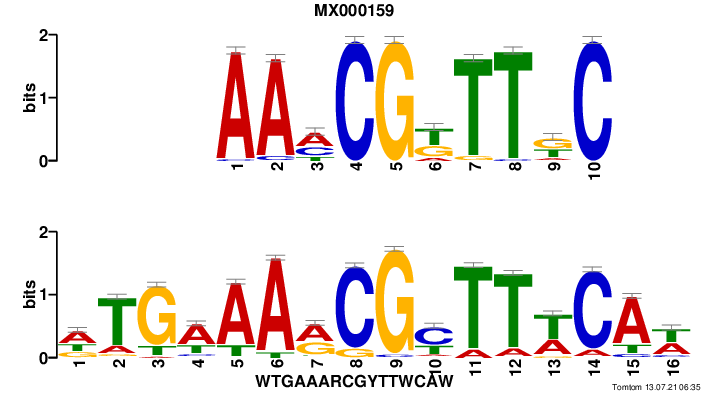 MX000159
2
1
0
bits
AAACGTTTGC
1 2 3 4 5 6 7 8 9 10
2
1
0
bits
ATGAAAACGCTTTCAT
1 2 3 4 5 6 7 8 9 10 11 12 13 14 15 16
WTGAAARCGYTTWCAW
Tomtom 13.07.21 06:35